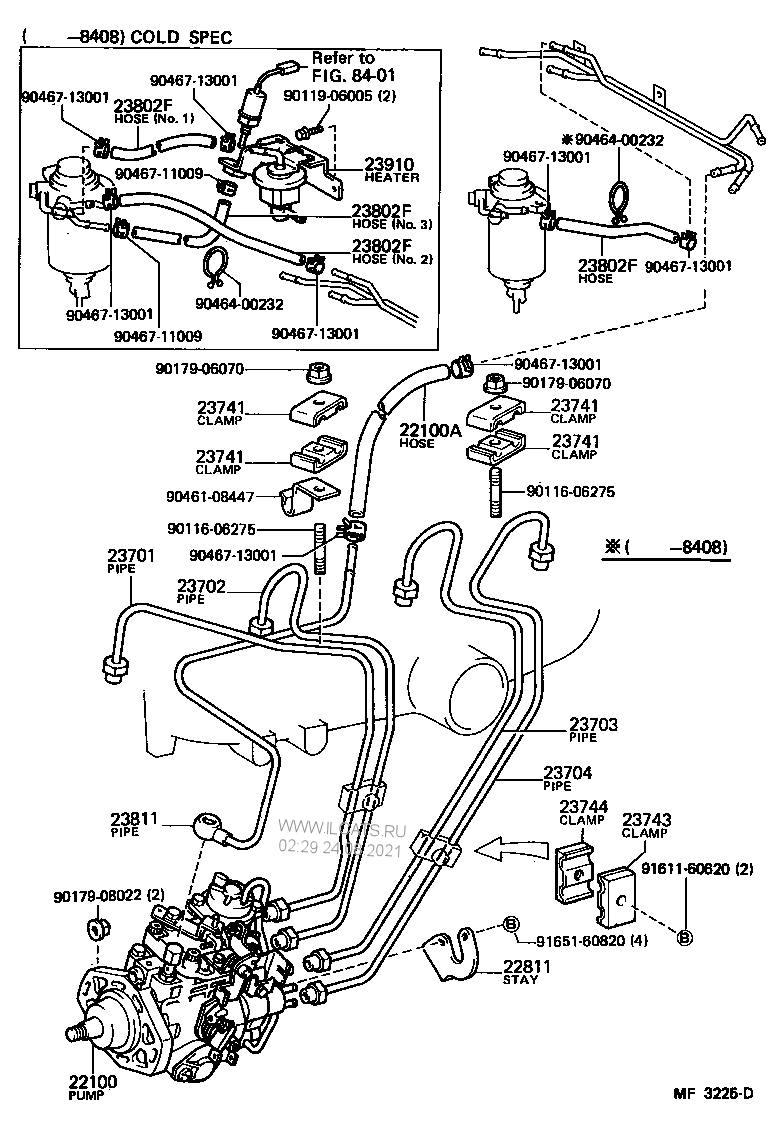 ( -8408) COLD SPEC
Refer to
FIG. 84-01
90467-13001
90467-13001
23802F
HOSE (No. 1)
90119-06005 (2)
23910
HEATER
90467-11009
23802F
HOSE (No. 3)
23802F
HOSE (No. 2)
90464-00232
90467-13001
90467-11009
90467-13001
※90464-00232
90467-13001
23802F
HOSE
90467-13001
90179-06070
23741
CLAMP
23741
CLAMP
90461-08447
90116-06275
90467-13001
22100A
HOSE
90467-13001
90179-06070
23741
CLAMP
23741
CLAMP
90116-06275
※( -8408)
23701
PIPE
23702
PIPE
23703
PIPE
23704
PIPE
23811
PIPE
WWW.ILCATS.RU
23744
CLAMP
23743
CLAMP
91611-60620 (2)
B
90179-08022 (2)
B
91651-60820 (4)
22811
STAY
22100
PUMP
MF 3226-D